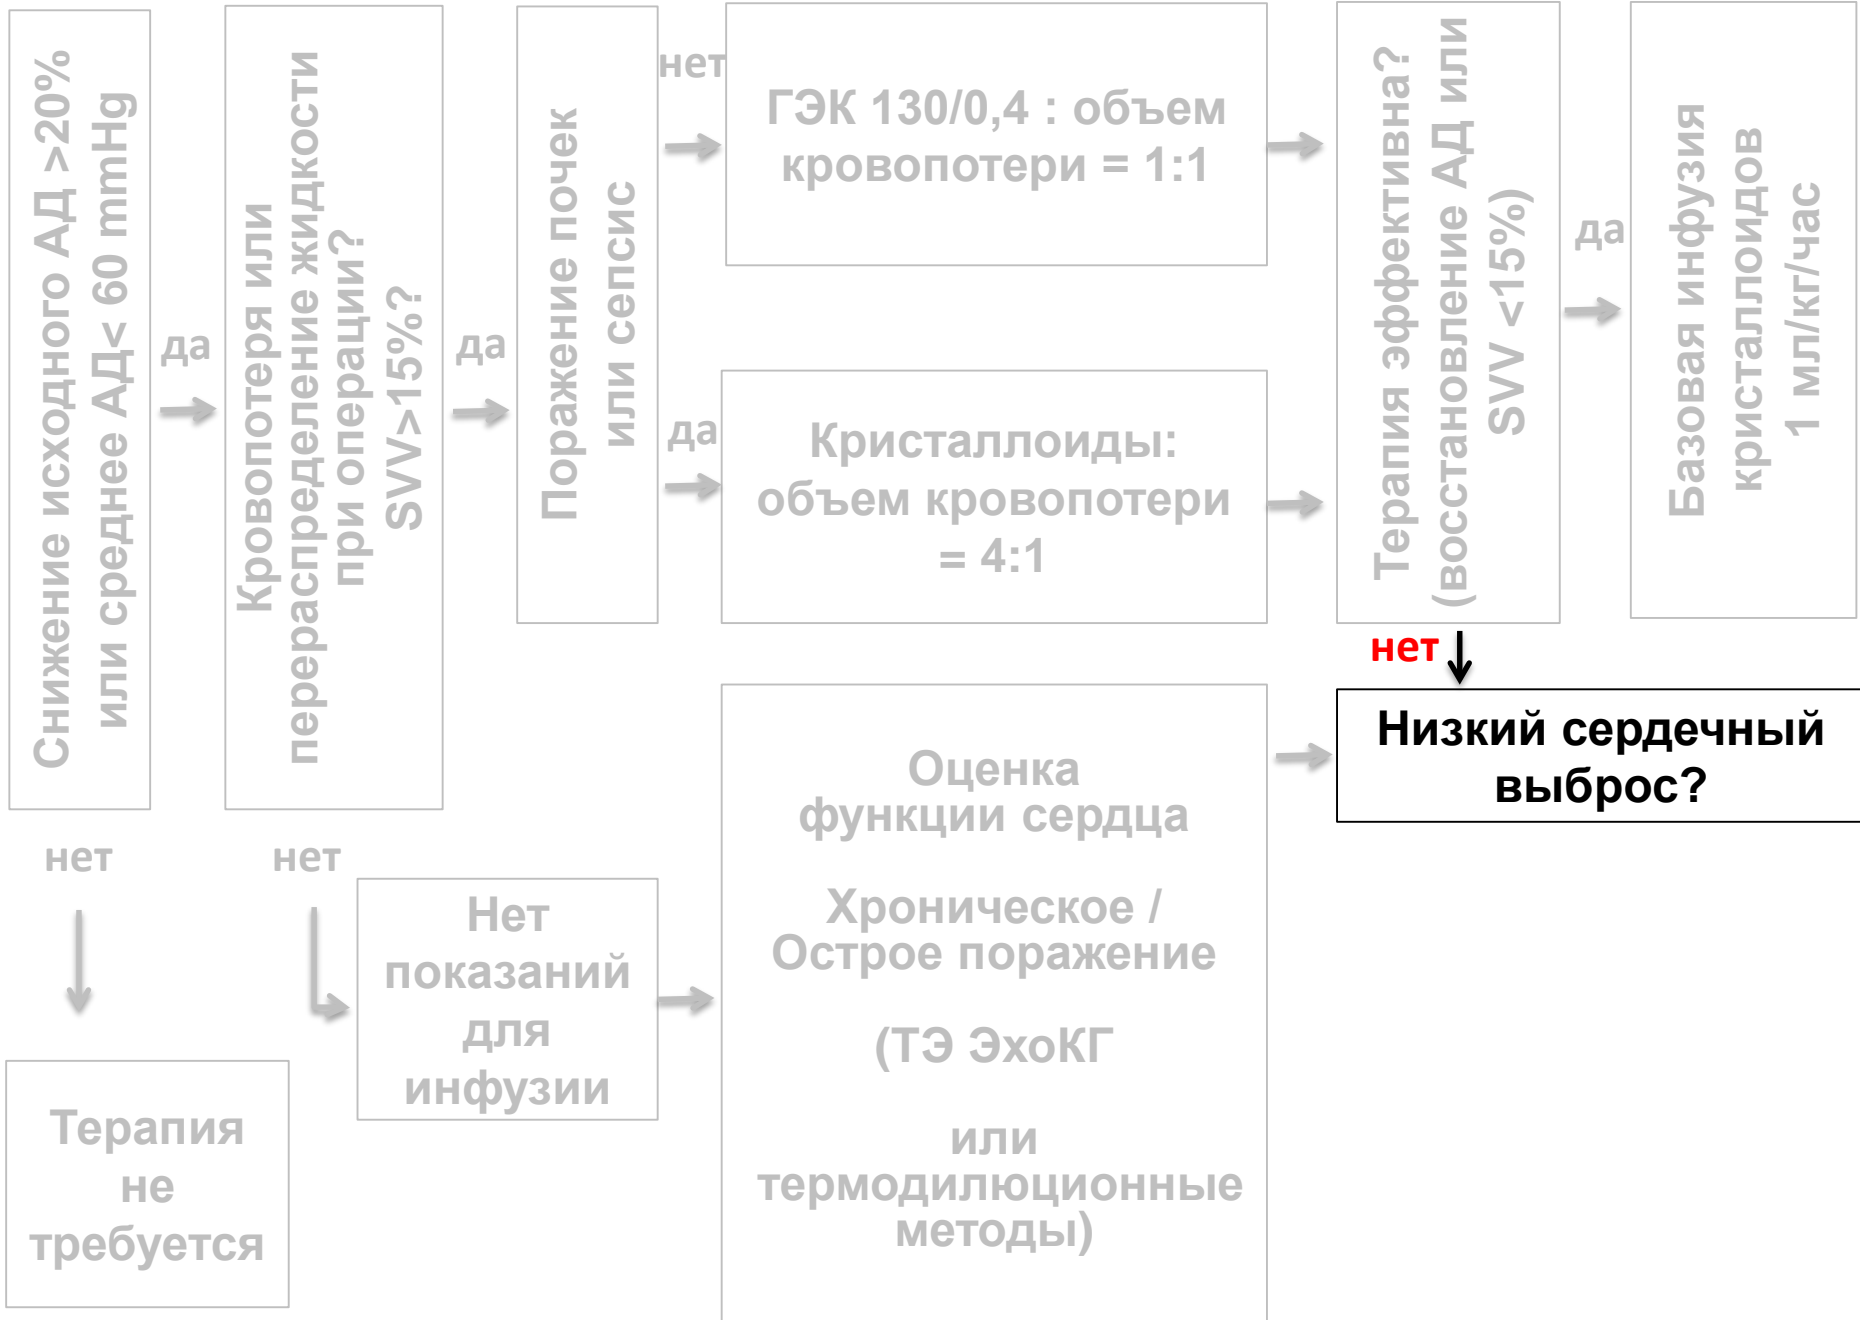 Снижение исходного АД >20%
или среднее АД< 60 mmHg
да
нет
Терапия
не
требуется
Кровопотеря или
перераспределение жидкости
при операции?
SVV>15%?
да
нет
Нет
показаний
для
инфузии
Поражение почек
или сепсис
нет
ГЭК 130/0,4 : объем
кровопотери = 1:1
да
Кристаллоиды:
объем кровопотери
= 4:1
Оценка
функции сердца
Хроническое /
Острое поражение
(ТЭ ЭхоКГ
или
термодилюционные
методы)
Терапия эффективна?
(восстановление АД или
SVV <15%)
да
Базовая инфузия
кристаллоидов
1 мл/кг/час
нет
Низкий сердечный
выброс?